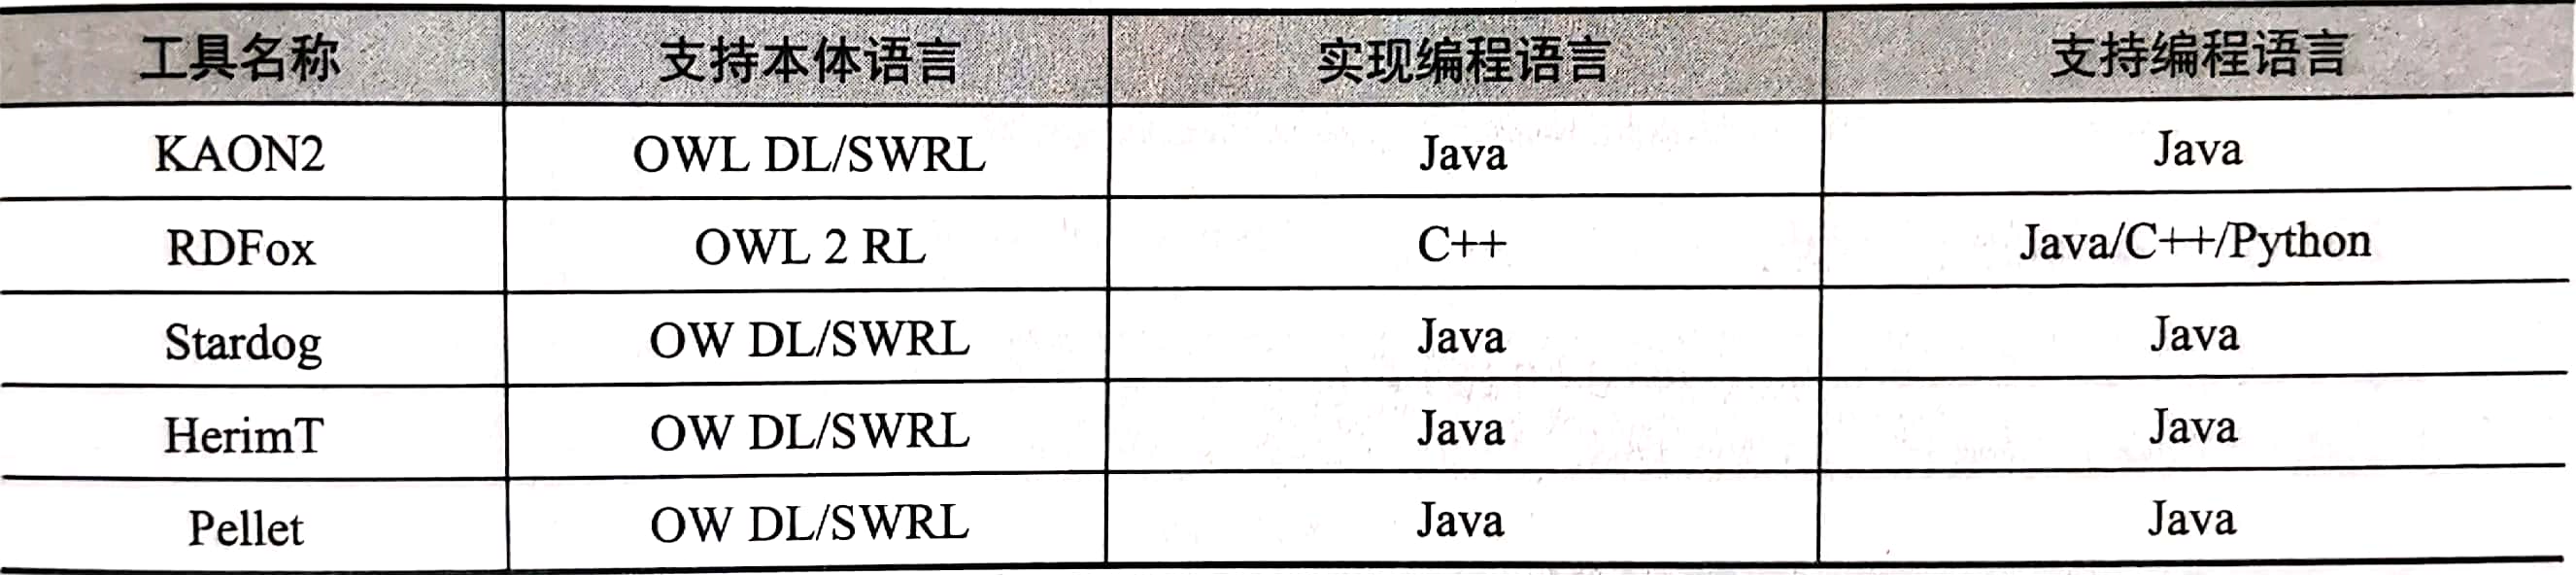 工具名称 支持本体语言 实现编程语言 支持编程语言
KAON2 OWL DL/SWRL Java Java
RDFox OWL 2 RL C++ Java/C++/Python
Stardog OW DL/SWRL Java Java
HerimT OW DL/SWRL Java Java
Pellet OW DL/SWRL Java Java